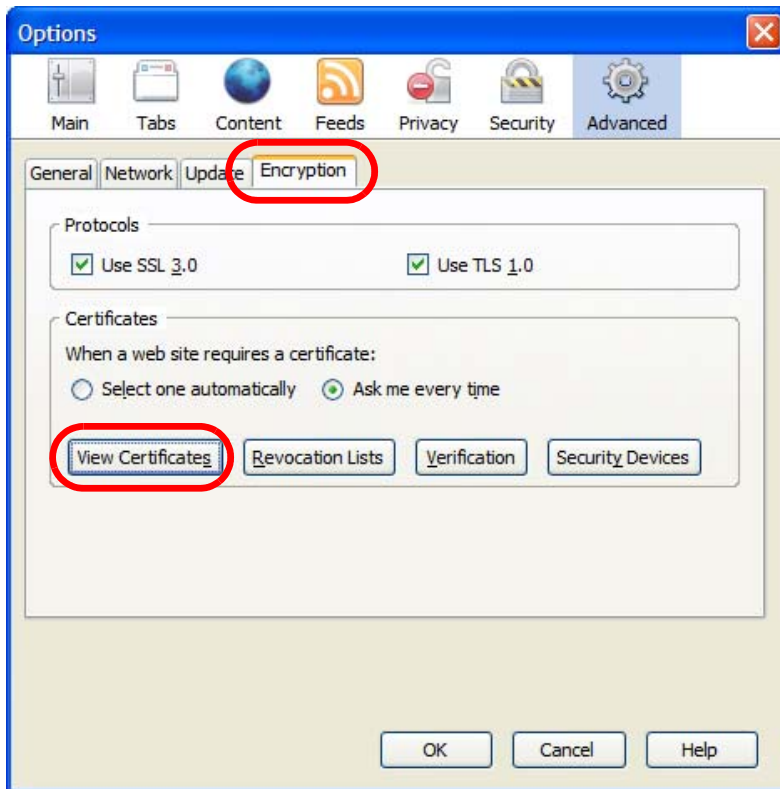 Options
Main Tabs Content Feeds Privacy Security Advanced
General Network Update Encryption
Protocols
Use SSL 3.0 Use TLS 1.0
Certificates
When a web site requires a certificate:
Select one automatically Ask me every time
View Certificates Revocation Lists Verification Security Devices
OK Cancel Help